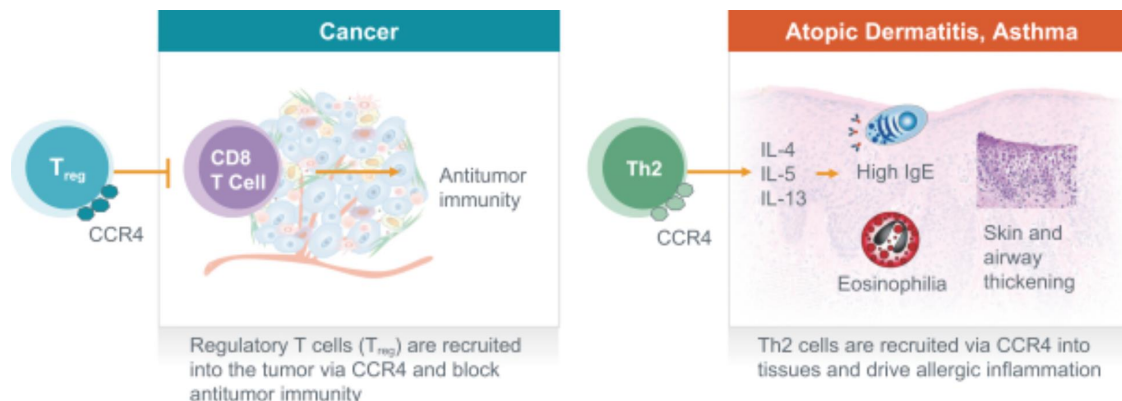 Cancer
Treg
CCR4
CD8
T Cell
Antitumor
immunity
Regulatory T cells (Treg) are recruited
into the tumor via CCR4 and block
antitumor immunity
Atopic Dermatitis, Asthma
Th2
CCR4
IL-4
IL-5
IL-13
High IgE
Eosinophilia
Skin and
airway
thickening
Th2 cells are recruited via CCR4 into
tissues and drive allergic inflammation